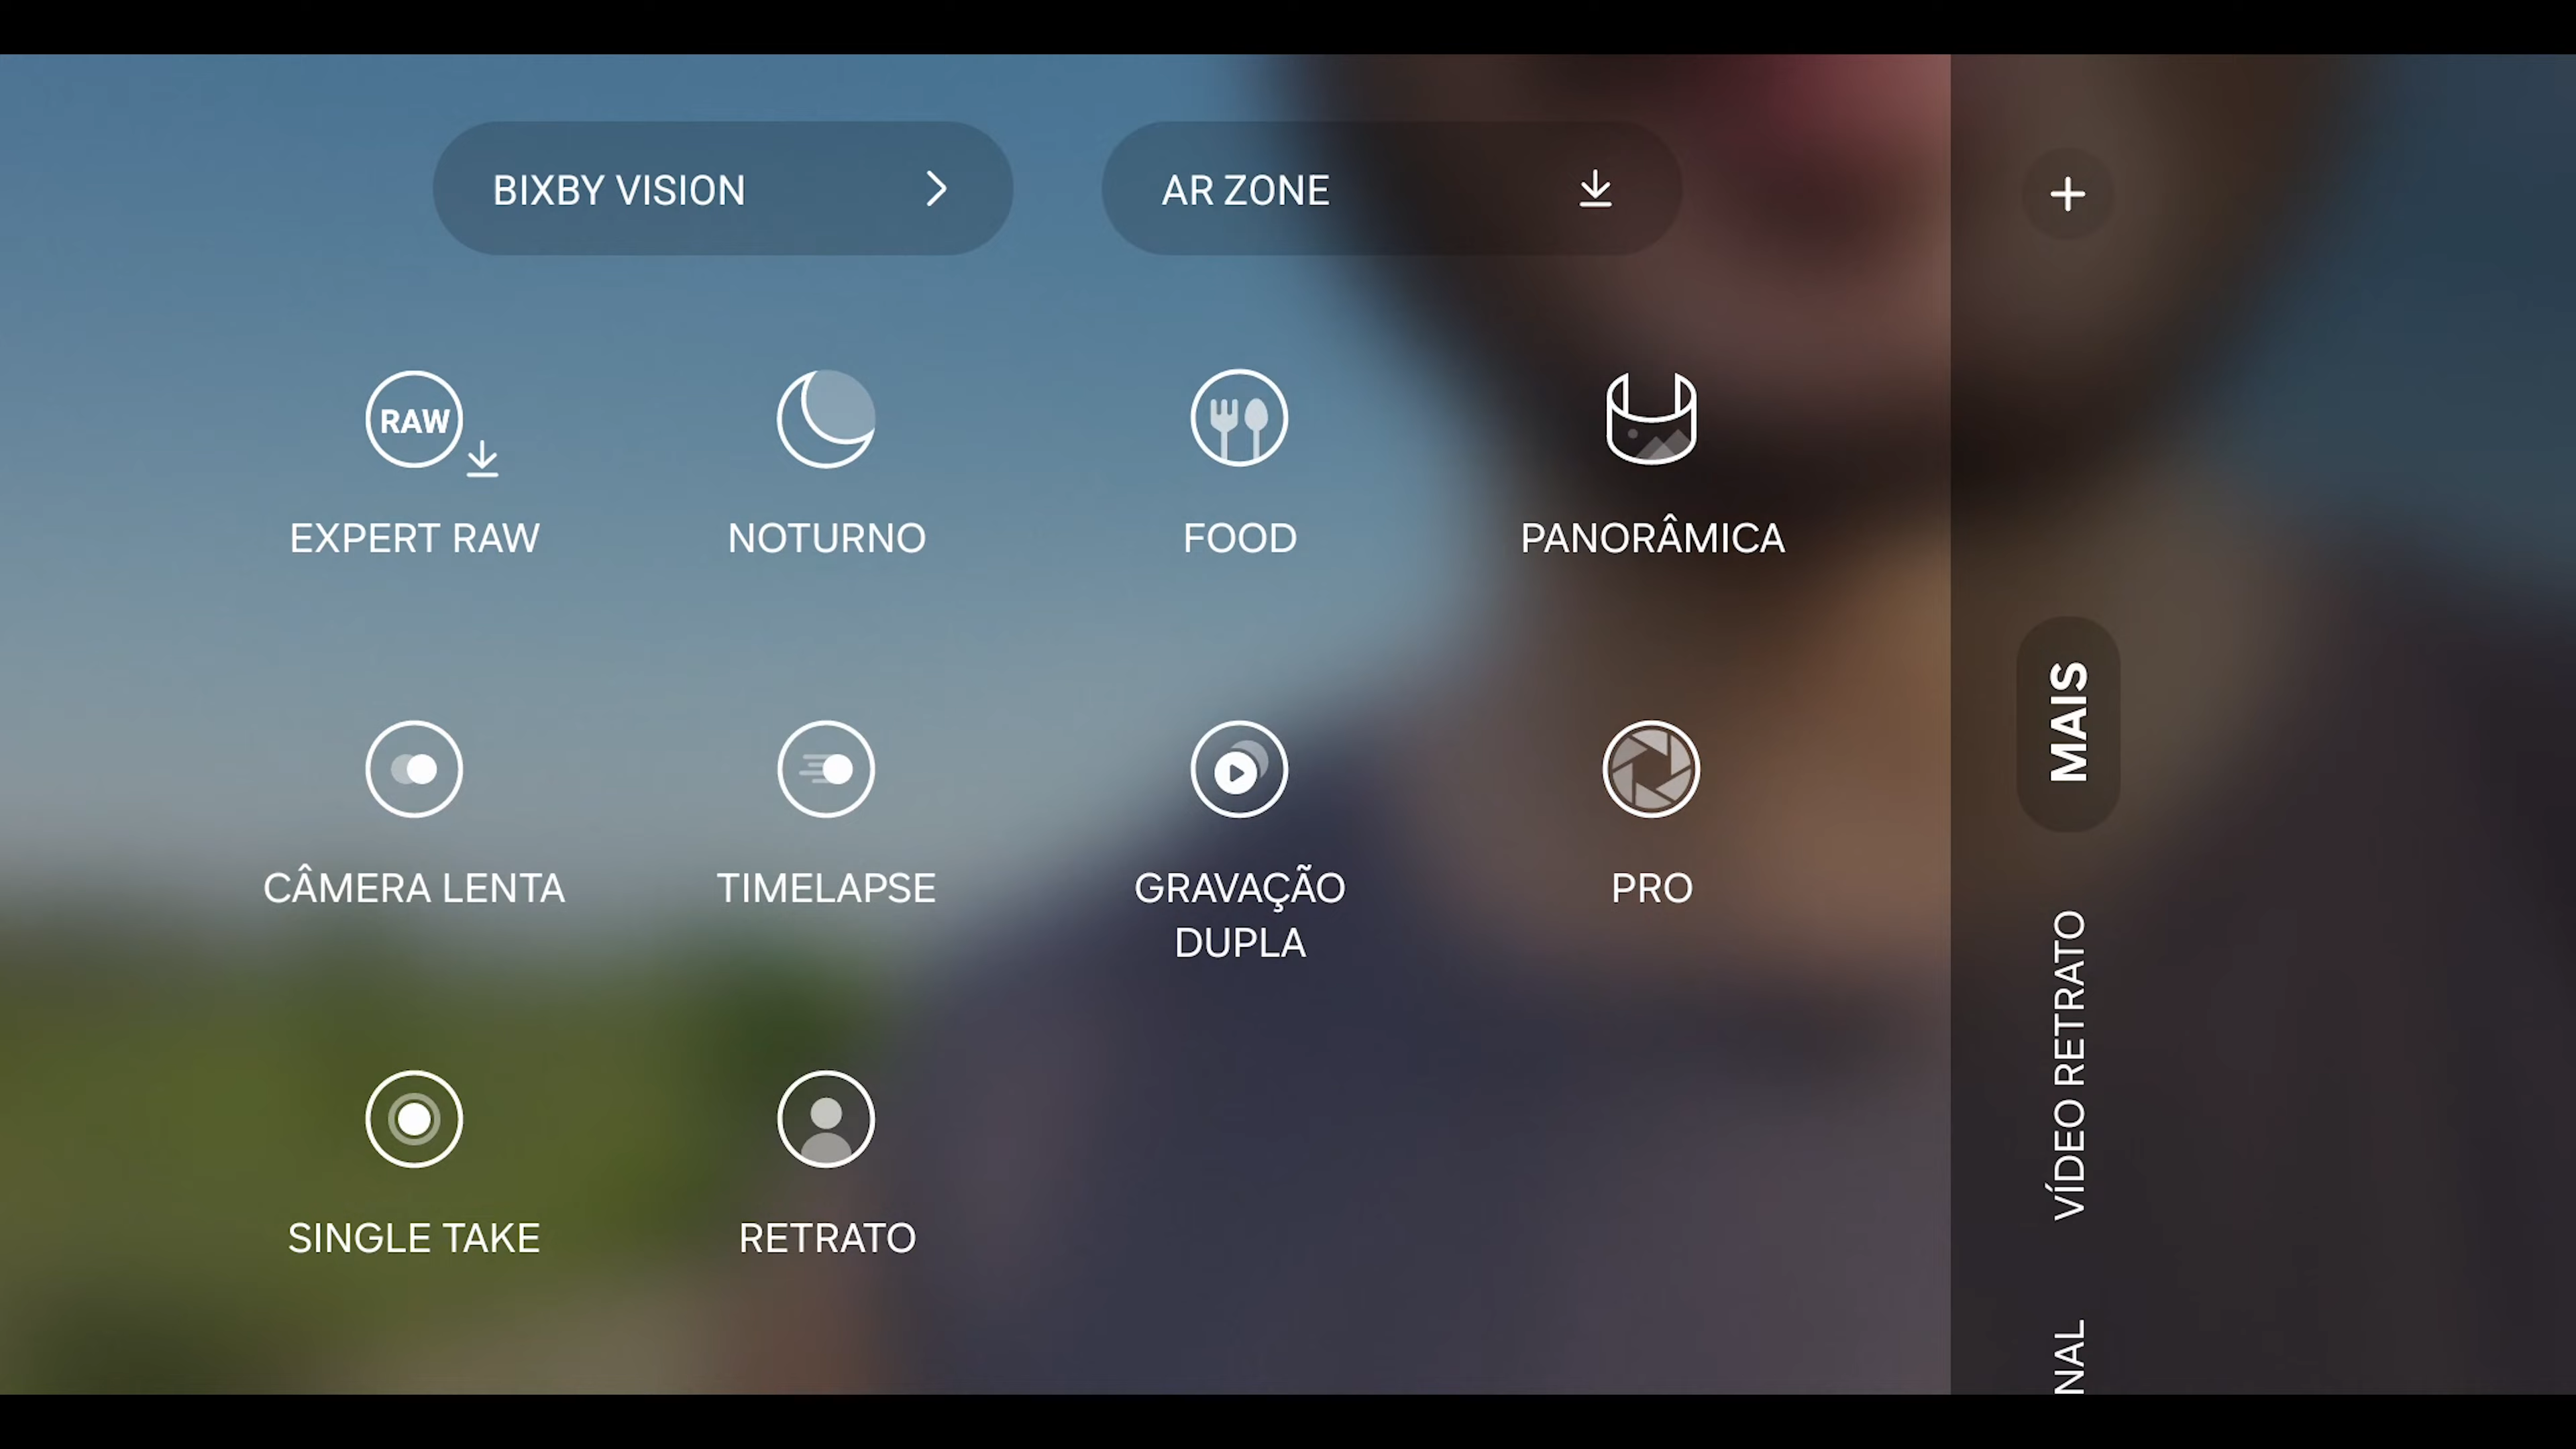 BIXBY VISION
AR ZONE
RAW
EXPERT RAW
NOTURNO
FOOD
PANORÂMICA
CÂMERA LENTA
TIMELAPSE
GRAVAÇÃO
DUPLA
PRO
SINGLE TAKE
RETRATO
MAIS
VÍDEO RETRATO
NAL